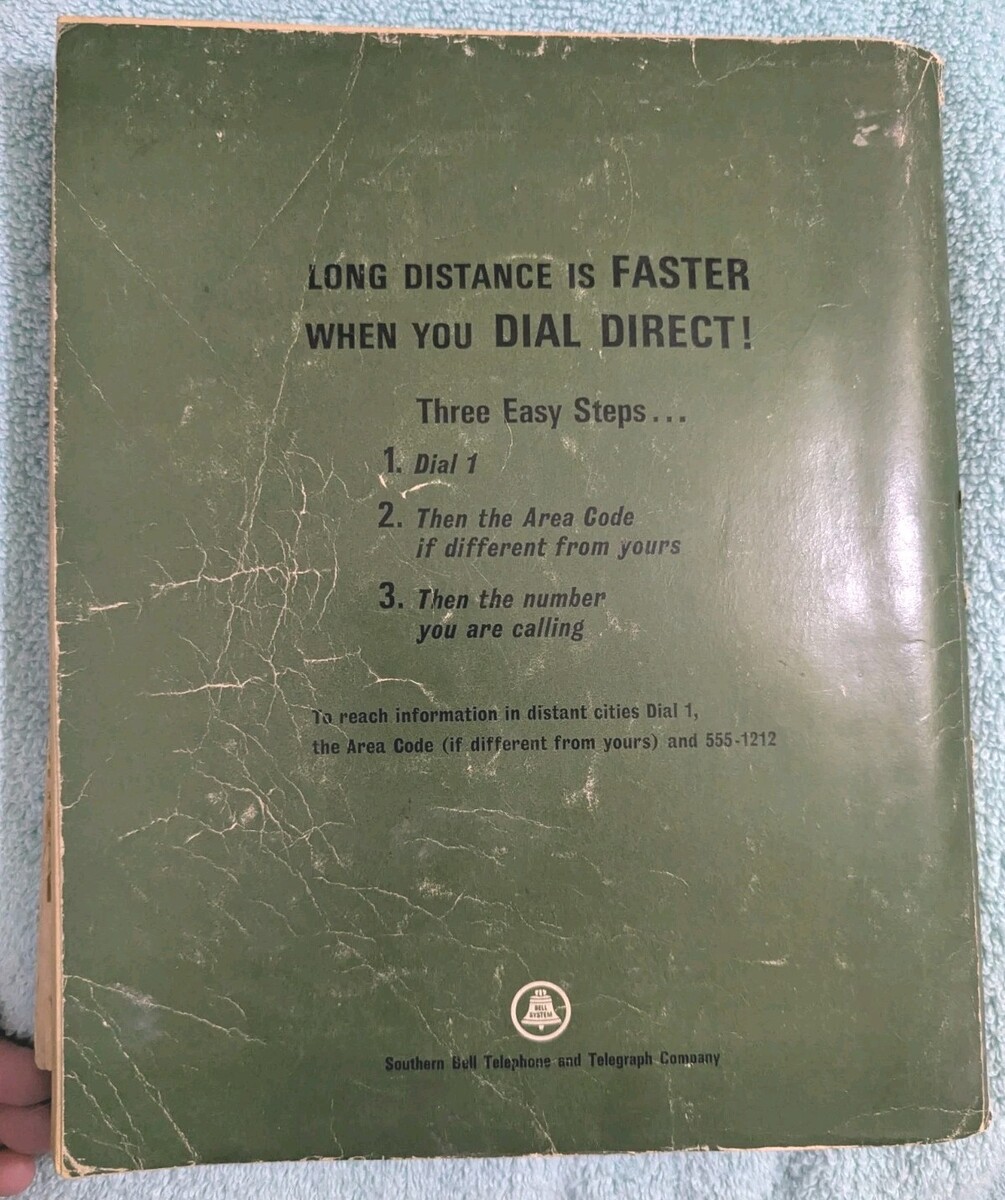 LONG DISTANCE IS FASTER
WHEN YOU DIAL DIRECT!
Three Easy Steps...
1. Dial 1
2. Then the Area Code
if different from yours
3. Then the number
you are calling
To reach information in distant cities Dial 1,
the Area Code (if different from yours) and 555-1212
BELL
SYSTEM
Southern Bell Telephone and Telegraph Company